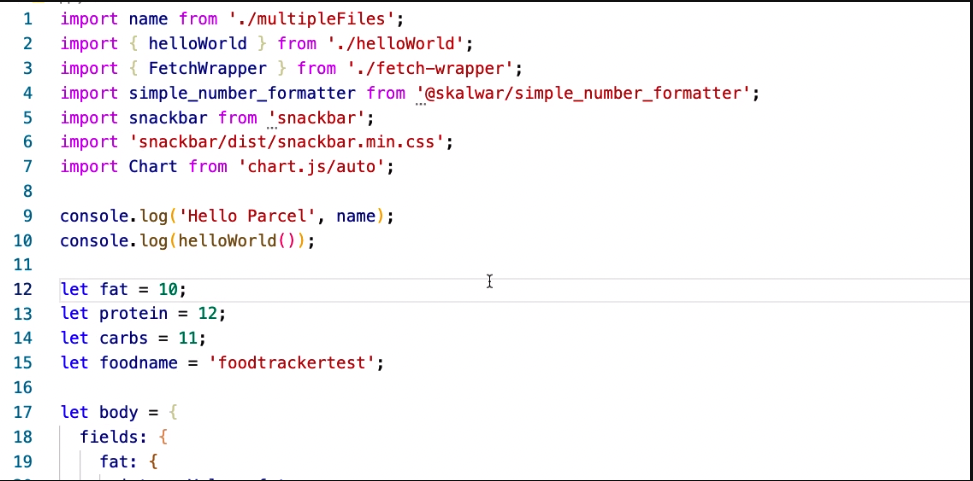 1 import name from './multipleFiles';
2 import { helloWorld } from './helloWorld';
3 import { FetchWrapper } from './fetch-wrapper';
4 import simple_number_formatter from '@skalwar/simple_number_formatter';
5 import snackbar from 'snackbar';
6 import 'snackbar/dist/snackbar.min.css';
7 import Chart from 'chart.js/auto';
8
9 console.log('Hello Parcel', name);
10 console.log(helloWorld());
11
12 let fat = 10;
13 let protein = 12;
14 let carbs = 11;
15 let foodname = 'foodtrackertest';
16
17 let body = {
18 fields: {
19 fat: {